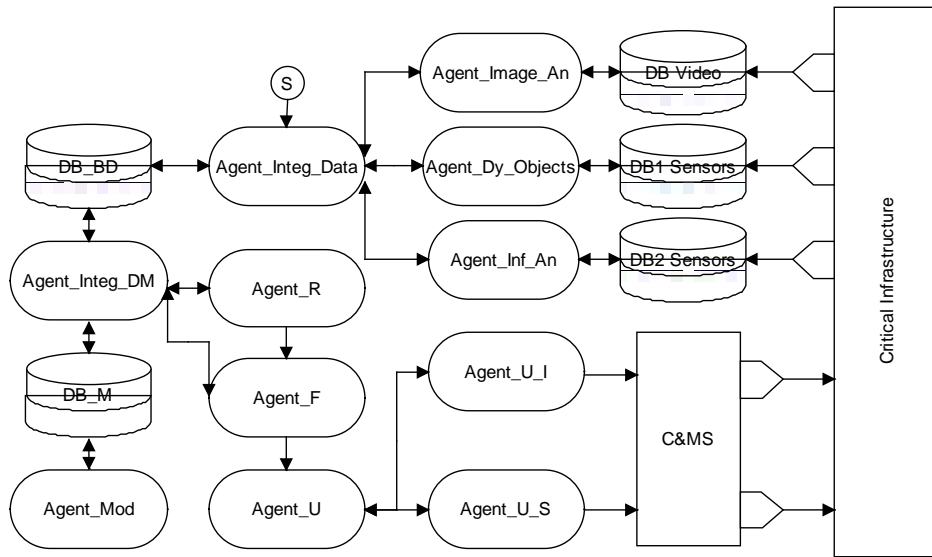 S
Agent_Image_An
DB Video
DB_BD
Agent_Integ_Data
Agent_Dy_Objects
DB1 Sensors
Agent_Inf_An
DB2 Sensors
Agent_Integ_DM
Agent_R
Critical Infrastructure
DB_M
Agent_F
Agent_U_I
C&MS
Agent_Mod
Agent_U
Agent_U_S